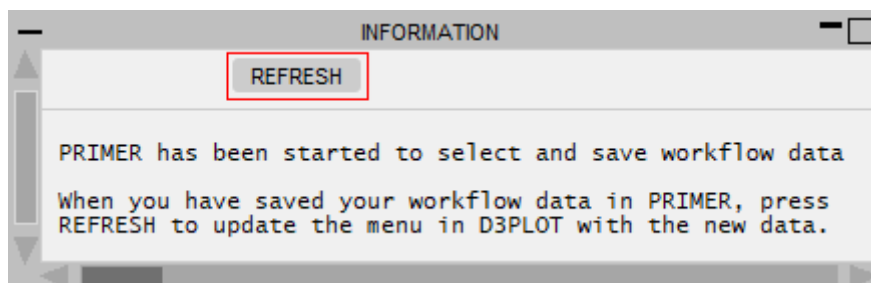 INFORMATION
REFRESH
PRIMER has been started to select and save workflow data
When you have saved your workflow data in PRIMER, press
REFRESH to update the menu in D3PLOT with the new data.